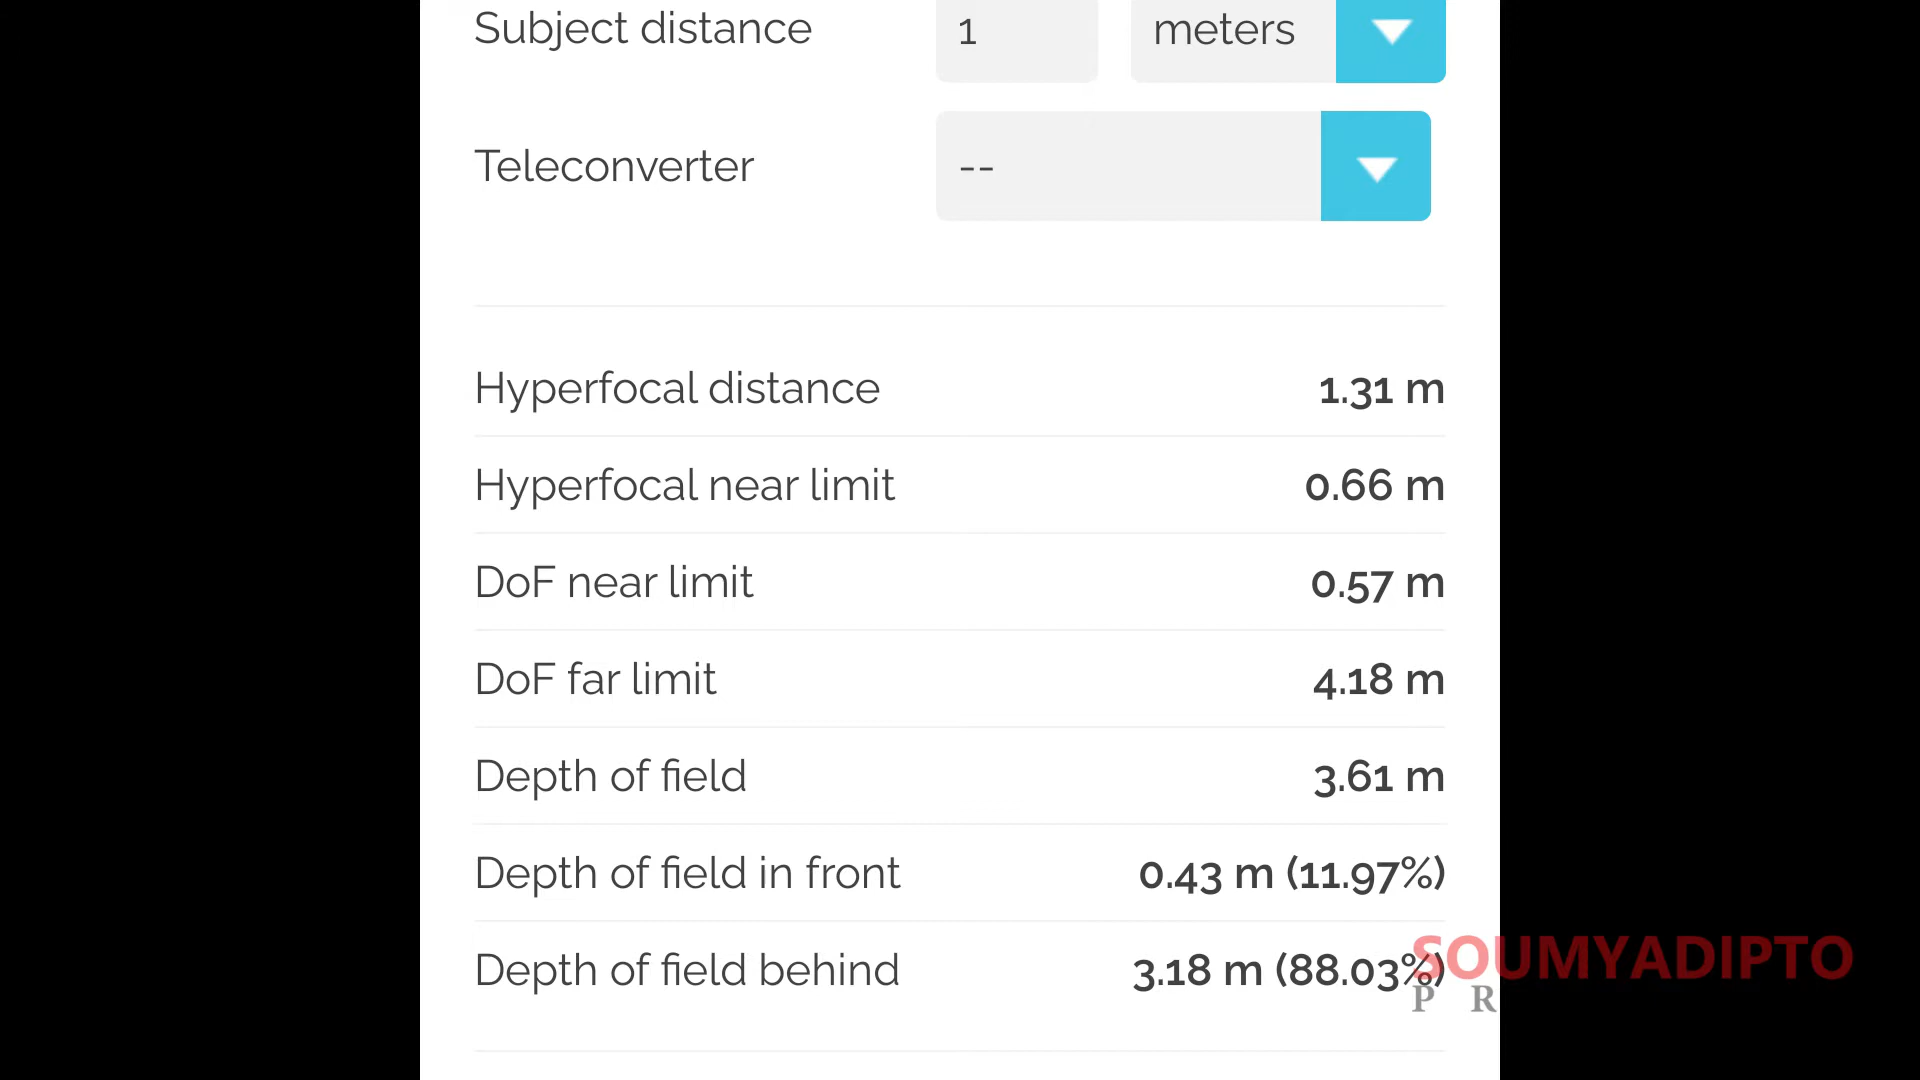 Subject distance 1 meters
Teleconverter --
Hyperfocal distance 1.31 m
Hyperfocal near limit 0.66 m
DoF near limit 0.57 m
DoF far limit 4.18 m
Depth of field 3.61 m
Depth of field in front 0.43 m (11.97%)
Depth of field behind 3.18 m (88.03%)
SOUMYADIPTO
P R